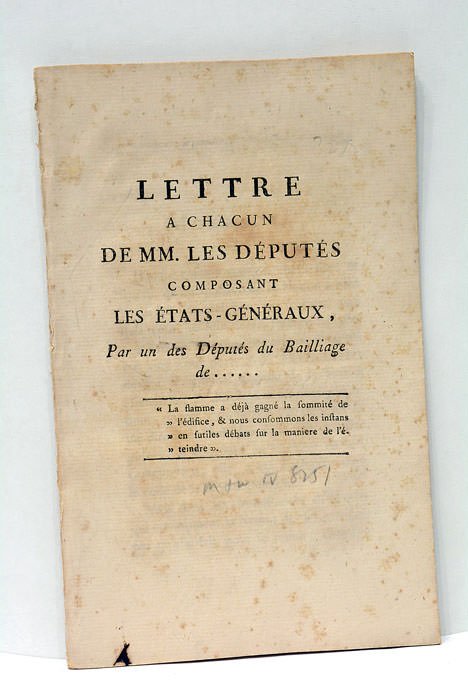 LETTRE
A CHACUN
DE MM. LES DÉPUTÉS
COMPOSANT
LES ÉTATS-GÉNÉRAUX,
Par un des Députés du Bailliage
de......
« La flamme a déjà gagné la ſommité de
» l'édifice, & nous conſommons les inſtans
» en futiles débats ſur la maniere de l'é-
» teindre ».
8251